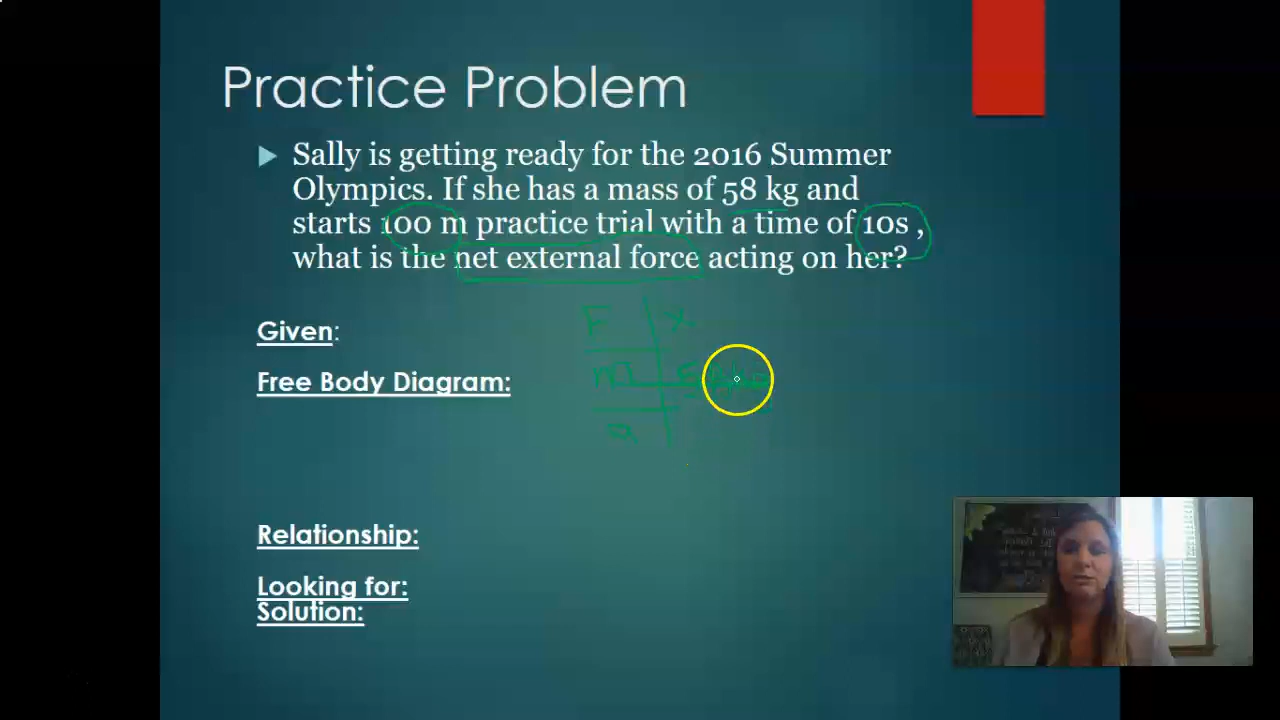 Practice Problem
Sally is getting ready for the 2016 Summer
Olympics. If she has a mass of 58 kg and
starts 100 m practice trial with a time of 10s ,
what is the net external force acting on her?
Given:
F
m
Free Body Diagram:
a
Relationship:
Looking for:
Solution: